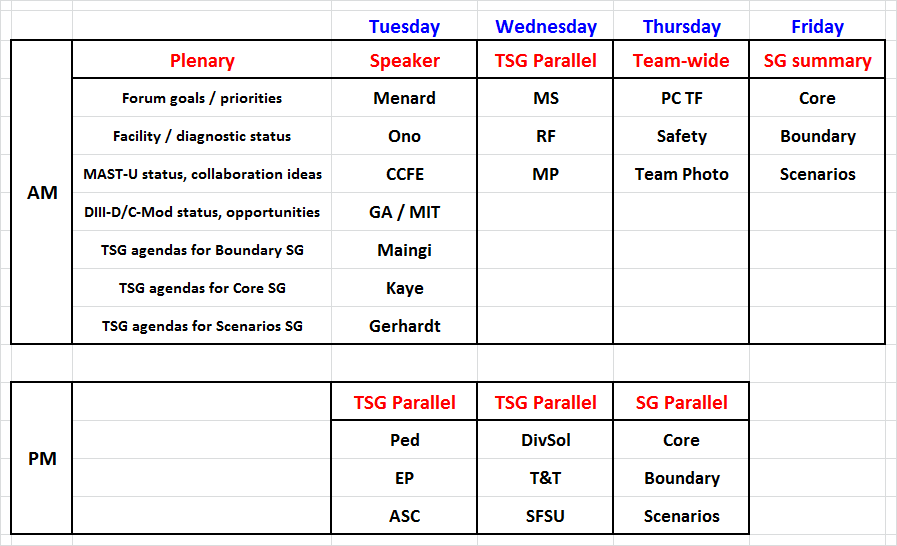 Tuesday Wednesday Thursday Friday
Plenary Speaker TSG Parallel Team-wide SG summary
Forum goals / priorities Menard MS PC TF Core
Facility / diagnostic status Ono RF Safety Boundary
MAST-U status, collaboration ideas CCFE MP Team Photo Scenarios
AM
DIII-D/C-Mod status, opportunities GA / MIT
TSG agendas for Boundary SG Maingi
TSG agendas for Core SG Kaye
TSG agendas for Scenarios SG Gerhardt
TSG Parallel TSG Parallel SG Parallel
Ped DivSol Core
PM
EP T&T Boundary
ASC SFSU Scenarios